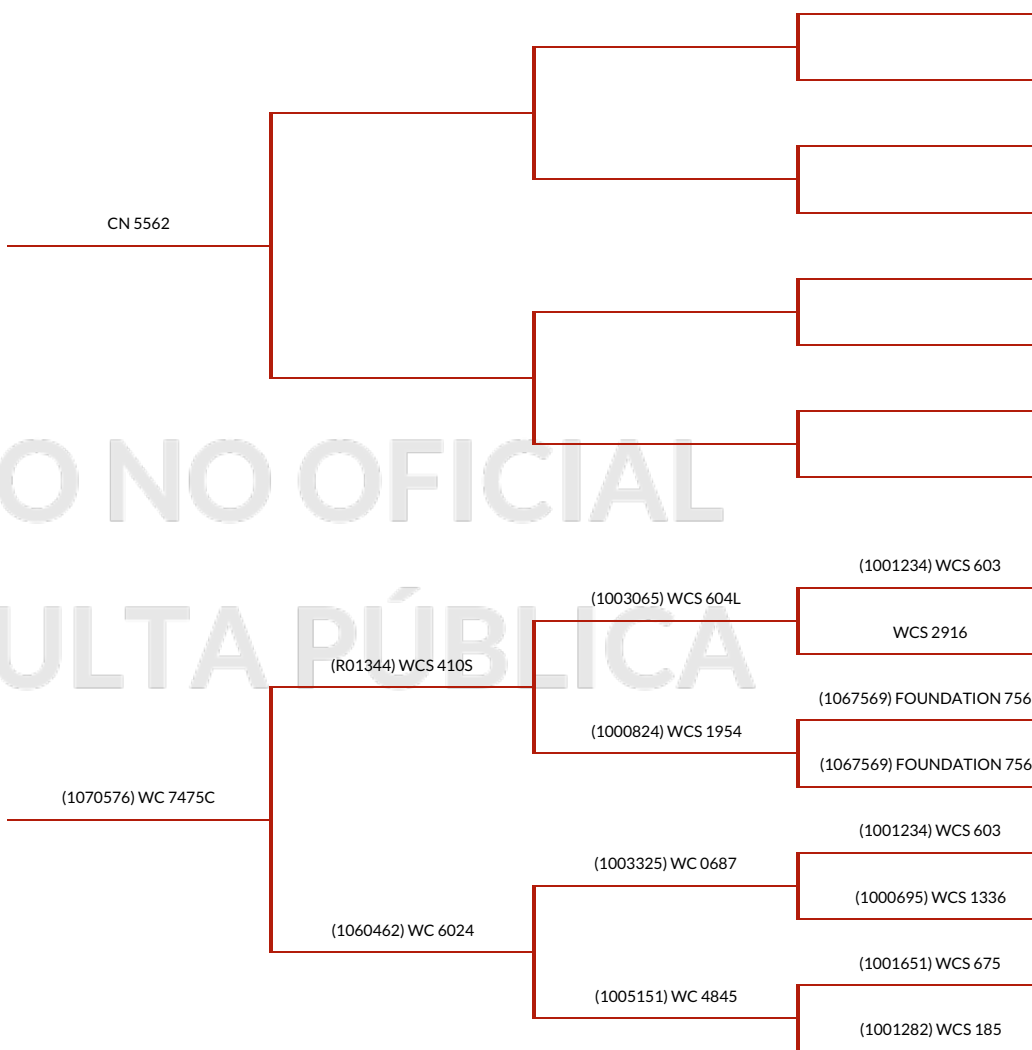 CN 5562
O NO OFICIAL
(1001234) WCS 603
(1003065) WCS 604L
ULTA PÚBLICA
WCS 2916
(R01344) WCS 410S
(1067569) FOUNDATION 756
(1000824) WCS 1954
(1067569) FOUNDATION 756
(1070576) WC 7475C
(1001234) WCS 603
(1003325) WC 0687
(1000695) WCS 1336
(1060462) WC 6024
(1001651) WCS 675
(1005151) WC 4845
(1001282) WCS 185